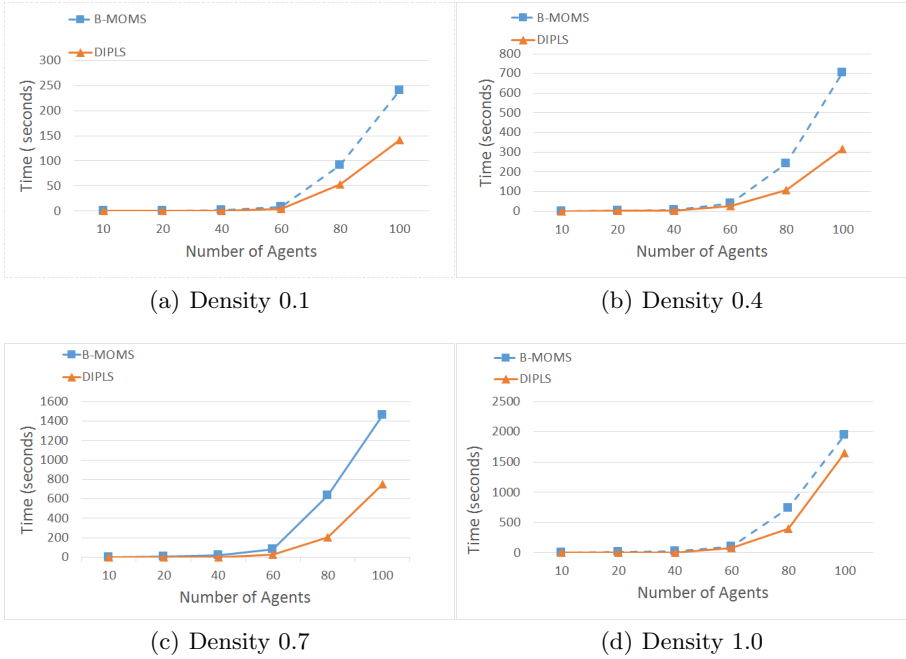 B-MOMS
DIPLS
300
250
200
150
100
50
0
Time ( seconds)
10 20 40 60 80 100
Number of Agents
(a) Density 0.1
B-MOMS
DIPLS
800
700
600
500
400
300
200
100
0
Time (seconds)
10 20 40 60 80 100
Number of Agents
(b) Density 0.4
B-MOMS
DIPLS
1600
1400
1200
1000
800
600
400
200
0
Time (seconds)
10 20 40 60 80 100
Number of Agents
(c) Density 0.7
B-MOMS
DIPLS
2500
2000
1500
1000
500
0
Time (seconds)
10 20 40 60 80 100
Number of Agents
(d) Density 1.0